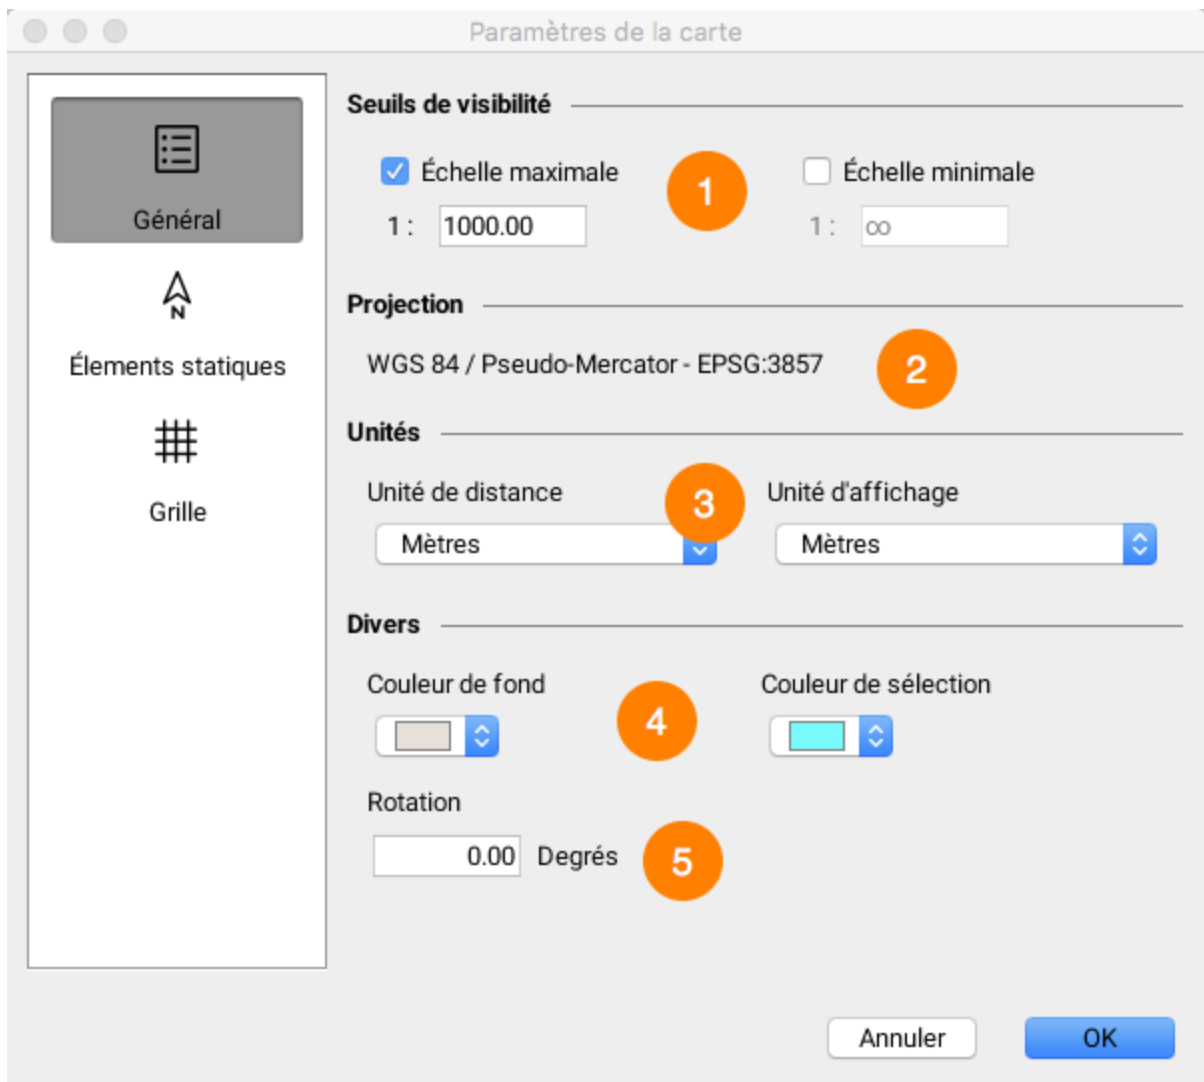 Paramètres de la carte
Général
Élements statiques
Grille
Seuils de visibilité
Échelle maximale
1 : 1000.00
1
Échelle minimale
1 : ∞
Projection
WGS 84 / Pseudo-Mercator - EPSG:3857
2
Unités
Unité de distance
Mètres
3
Unité d'affichage
Mètres
Divers
Couleur de fond
4
Couleur de sélection
Rotation
0.00 Degrés
5
Annuler
OK